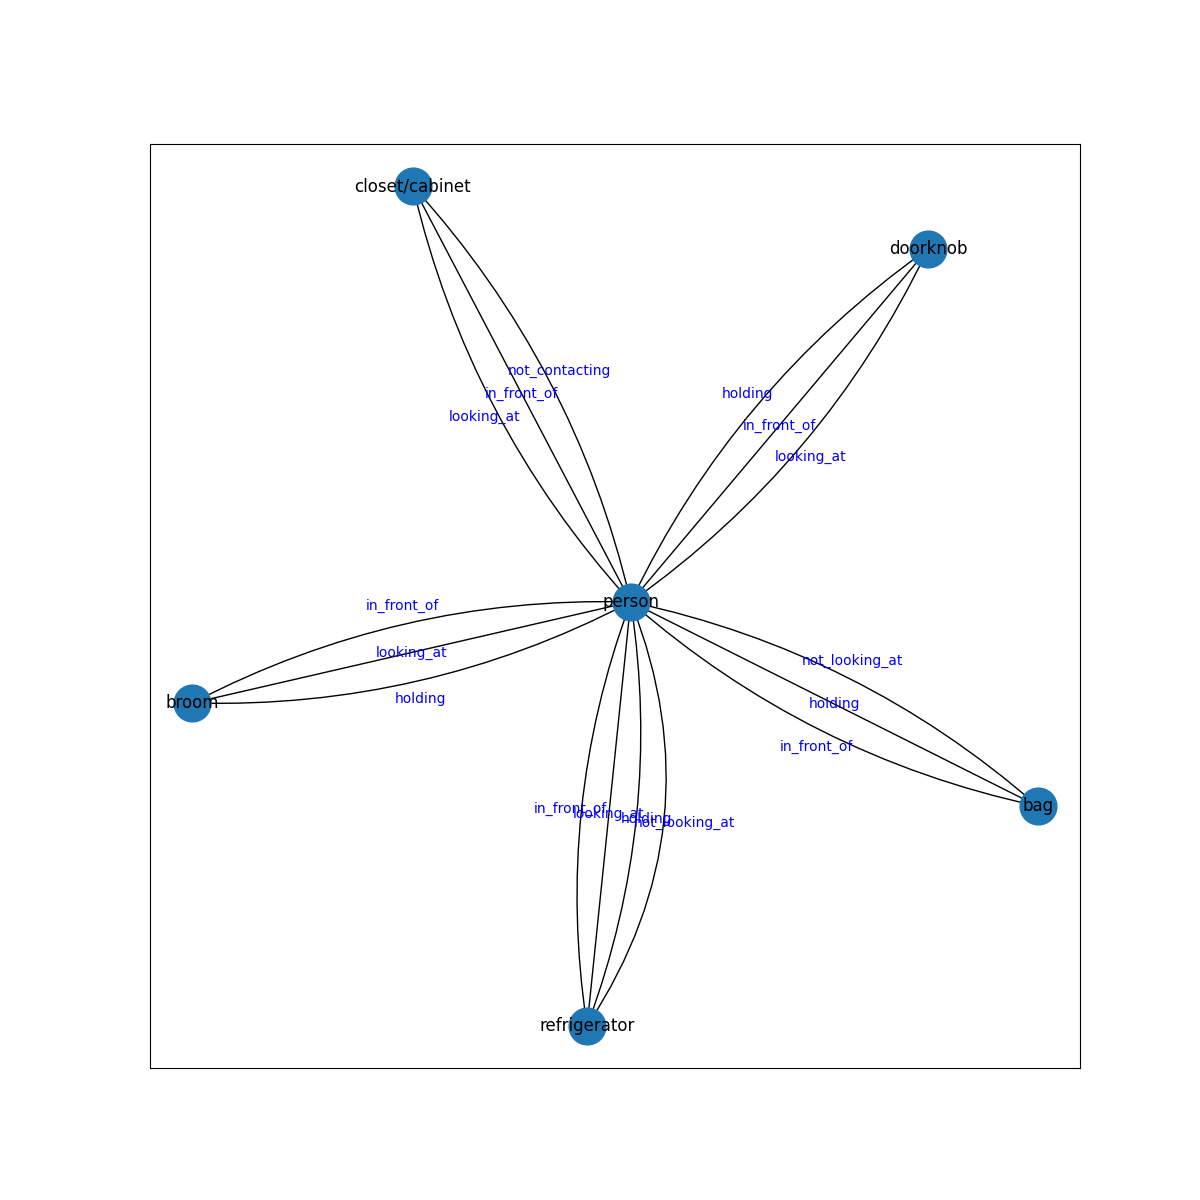 closet/cabinet
doorknob
not_contacting
in_front_of
looking_at
holding
in_front_of
looking_at
person
in_front_of
looking_at
holding
broom
not_looking_at
holding
in_front_of
bag
in_front_of
looking_at
holding
not_looking_at
refrigerator